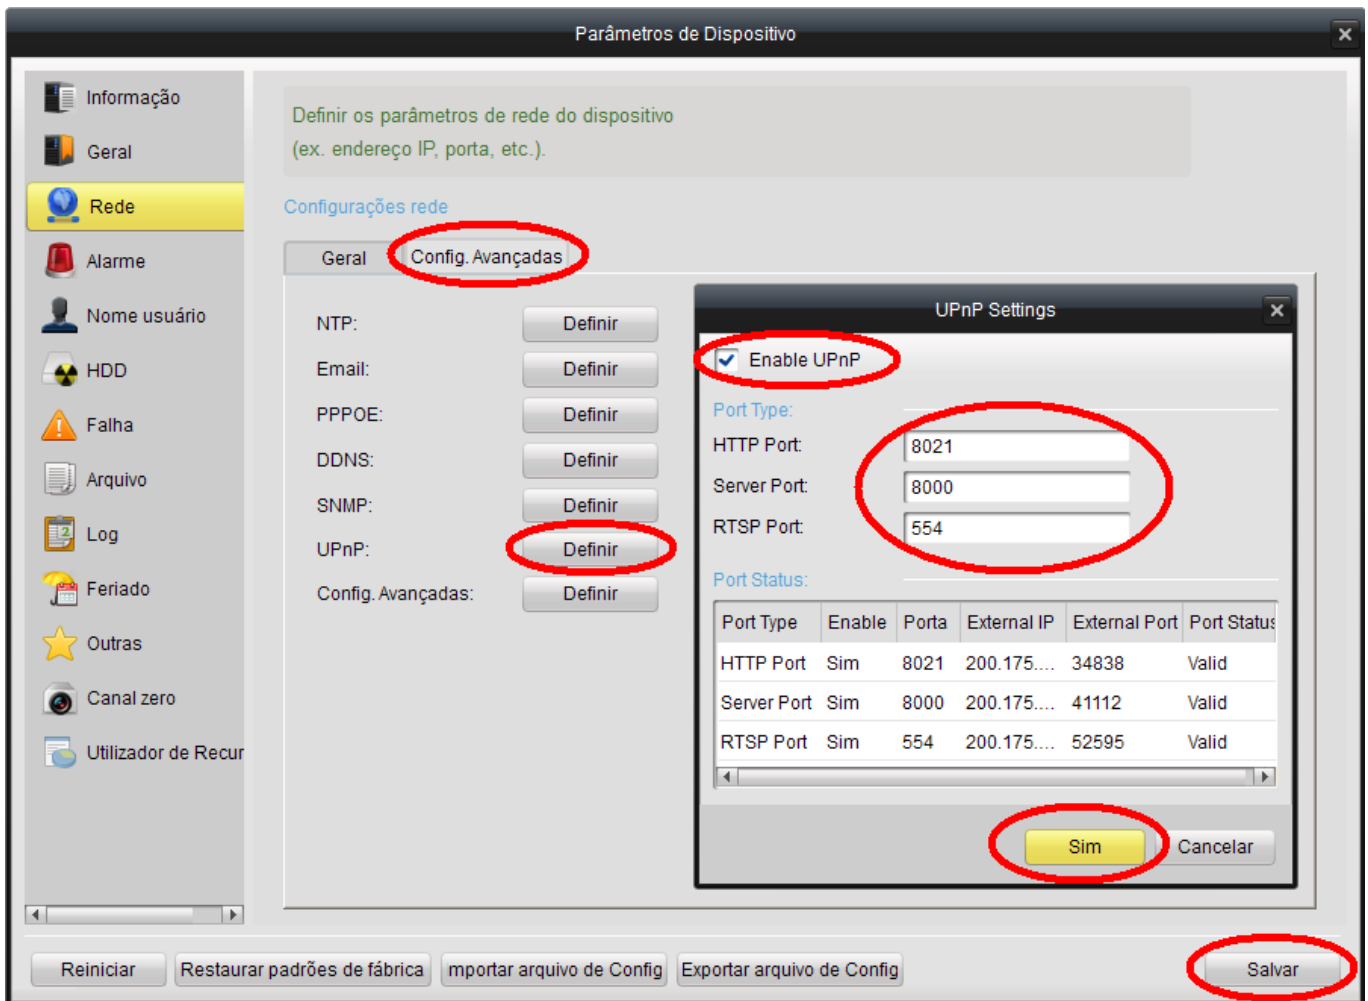 Parâmetros de Dispositivo
Informação
Geral
Rede
Alarme
Nome usuário
HDD
Falha
Arquivo
Log
Feriado
Outras
Canal zero
Utilizador de Recur
Definir os parâmetros de rede do dispositivo
(ex. endereço IP, porta, etc.).
Configurações rede
Geral Config. Avançadas
NTP: Definir
Email: Definir
PPPOE: Definir
DDNS: Definir
SNMP: Definir
UPnP: Definir
Config. Avançadas: Definir
UPnP Settings
Enable UPnP
Port Type:
HTTP Port: 8021
Server Port: 8000
RTSP Port: 554
Port Status:
Port Type Enable Porta External IP External Port Port Status
HTTP Port Sim 8021 200.175.... 34838 Valid
Server Port Sim 8000 200.175.... 41112 Valid
RTSP Port Sim 554 200.175.... 52595 Valid
Sim Cancelar
Reiniciar Restaurar padrões de fábrica mportar arquivo de Config Exportar arquivo de Config Salvar